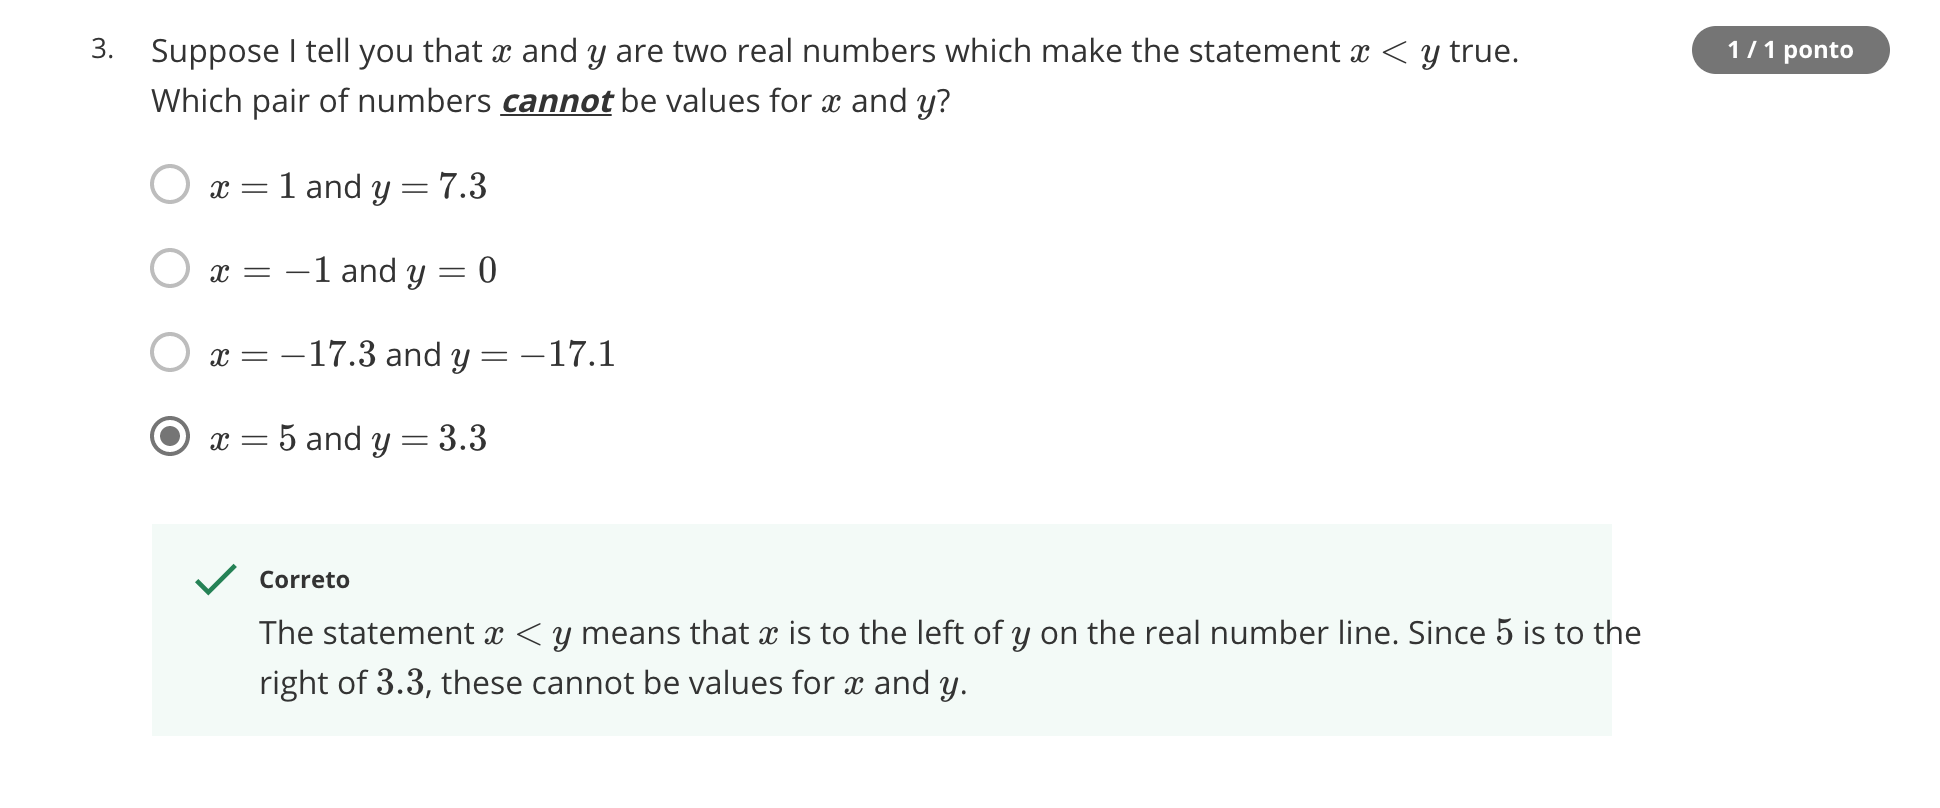 3. Suppose I tell you that x and y are two real numbers which make the statement x < y true.
1 / 1 ponto
Which pair of numbers cannot be values for x and y?
x = 1 and y = 7.3
x = −1 and y = 0
x = −17.3 and y = −17.1
x = 5 and y = 3.3
Correto
The statement x < y means that x is to the left of y on the real number line. Since 5 is to the
right of 3.3, these cannot be values for x and y.